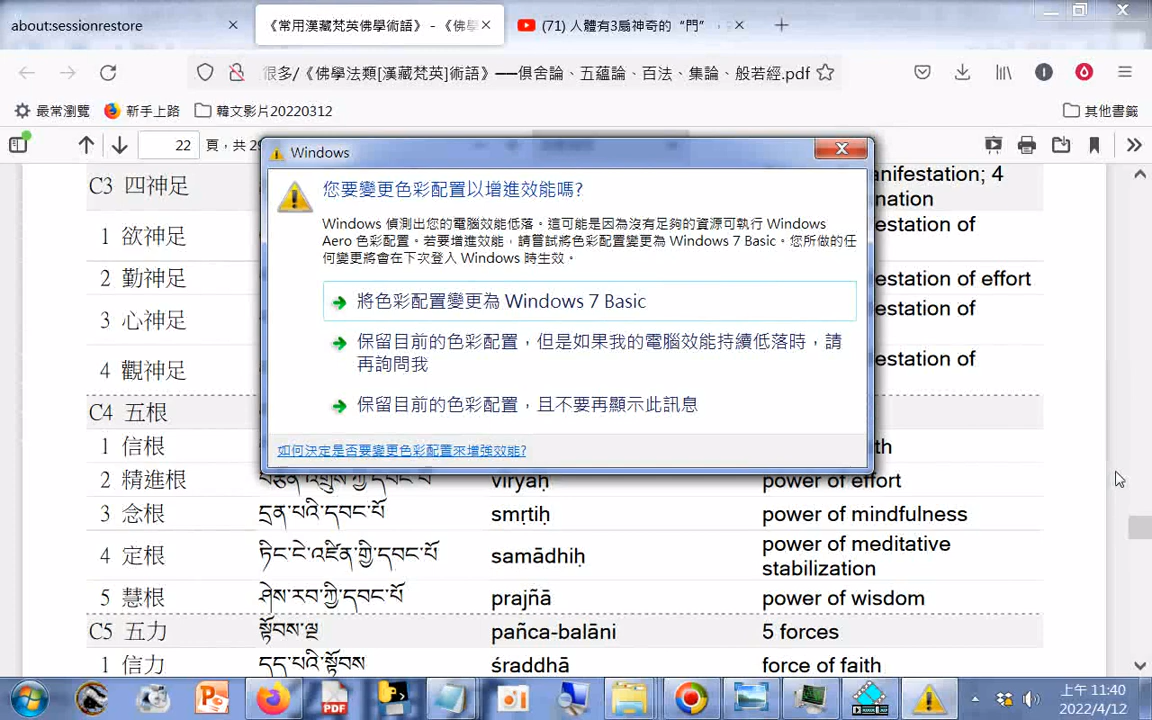 about:sessionrestore
《常用漢藏梵英佛學術語》 - 《佛學
(71) 人體有3扇神奇的“門”，
很多/《佛學法類[漢藏梵英]術語》──俱舍論、五蘊論、百法、集論、般若經.pdf
最常瀏覽
新手上路
韓文影片20220312
其他書籤
22 頁，共
Windows
您要變更色彩配置以增進效能嗎?
Windows 偵測出您的電腦效能低落。這可能是因為沒有足夠的資源可執行 Windows
Aero 色彩配置。若要增進效能，請嘗試將色彩配置變更為 Windows 7 Basic。您所做的任
何變更將會在下次登入 Windows 時生效。
將色彩配置變更為 Windows 7 Basic
保留目前的色彩配置，但是如果我的電腦效能持續低落時，請
再詢問我
保留目前的色彩配置，且不要再顯示此訊息
如何決定是否要變更色彩配置來增強效能?
C3 四神足 anifestation; 4
nation
1 欲神足 estation of
2 勤神足 estation of effort
3 心神足 estation of
4 觀神足 estation of
C4 五根
1 信根 th
2 精進根 vīryaḥ power of effort
3 念根 དྲན་པའི་དབང་པོ smṛtiḥ power of mindfulness
4 定根 ཏིང་ངེ་འཛིན་གྱི་དབང་པོ samādhiḥ power of meditative
stabilization
5 慧根 ཤེས་རབ་ཀྱི་དབང་པོ prajñā power of wisdom
C5 五力 སྟོབས་ལྔ pañca-balāni 5 forces
1 信力 དད་པའི་སྟོབས śraddhā force of faith
上午 11:40
2022/4/12